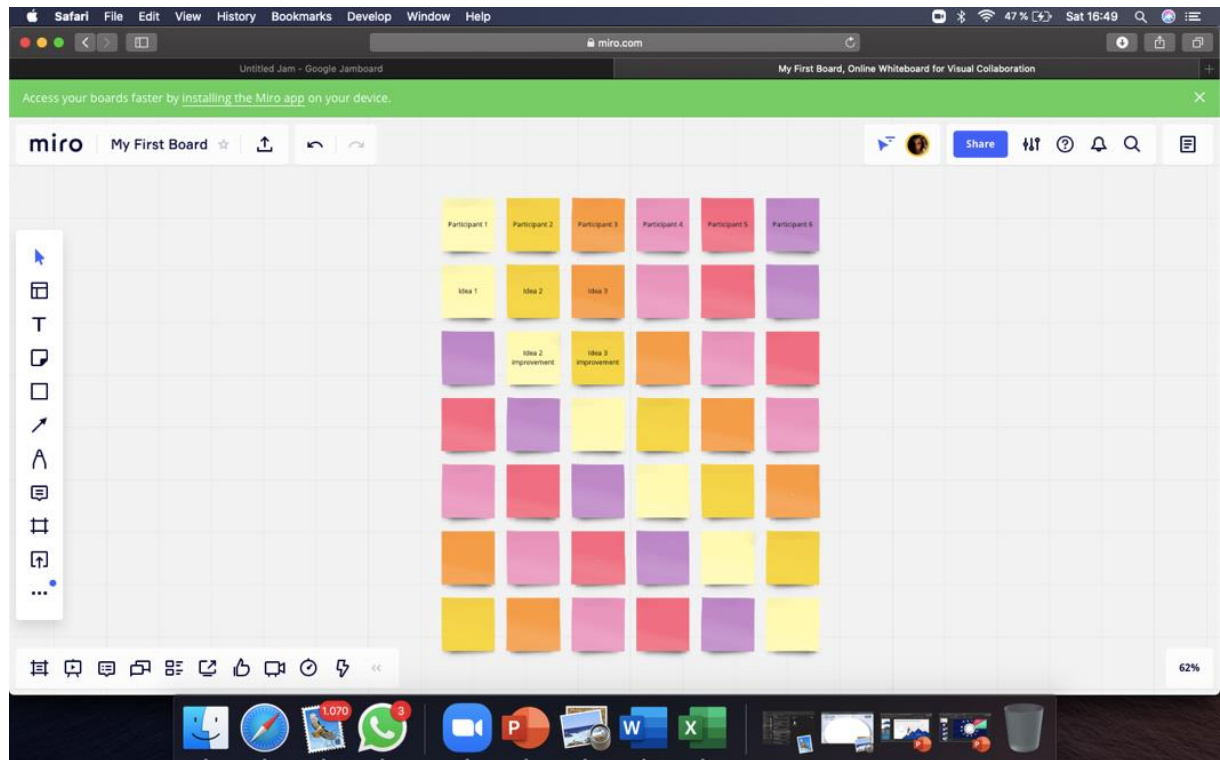 Safari File Edit View History Bookmarks Develop Window Help 47 % Sat 16:49
miro.com
Untitled Jam - Google Jamboard My First Board, Online Whiteboard for Visual Collaboration
Access your boards faster by installing the Miro app on your device.
miro My First Board Share
Participant 1 Participant 2 Participant 3 Participant 4 Participant 5 Participant 6
Idea 1 Idea 2 Idea 3
Idea 2 Idea 3
improvement improvement
T
62%
1.070 3
P W X